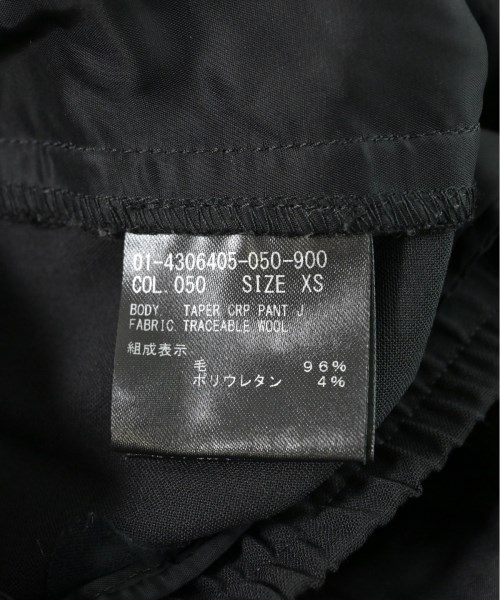 01-4306405-050-900
COL. 050 SIZE XS
BODY TAPER CRP PANT J
FABRIC TRACEABLE WOOL
組成表示
毛 96%
ポリウレタン 4%